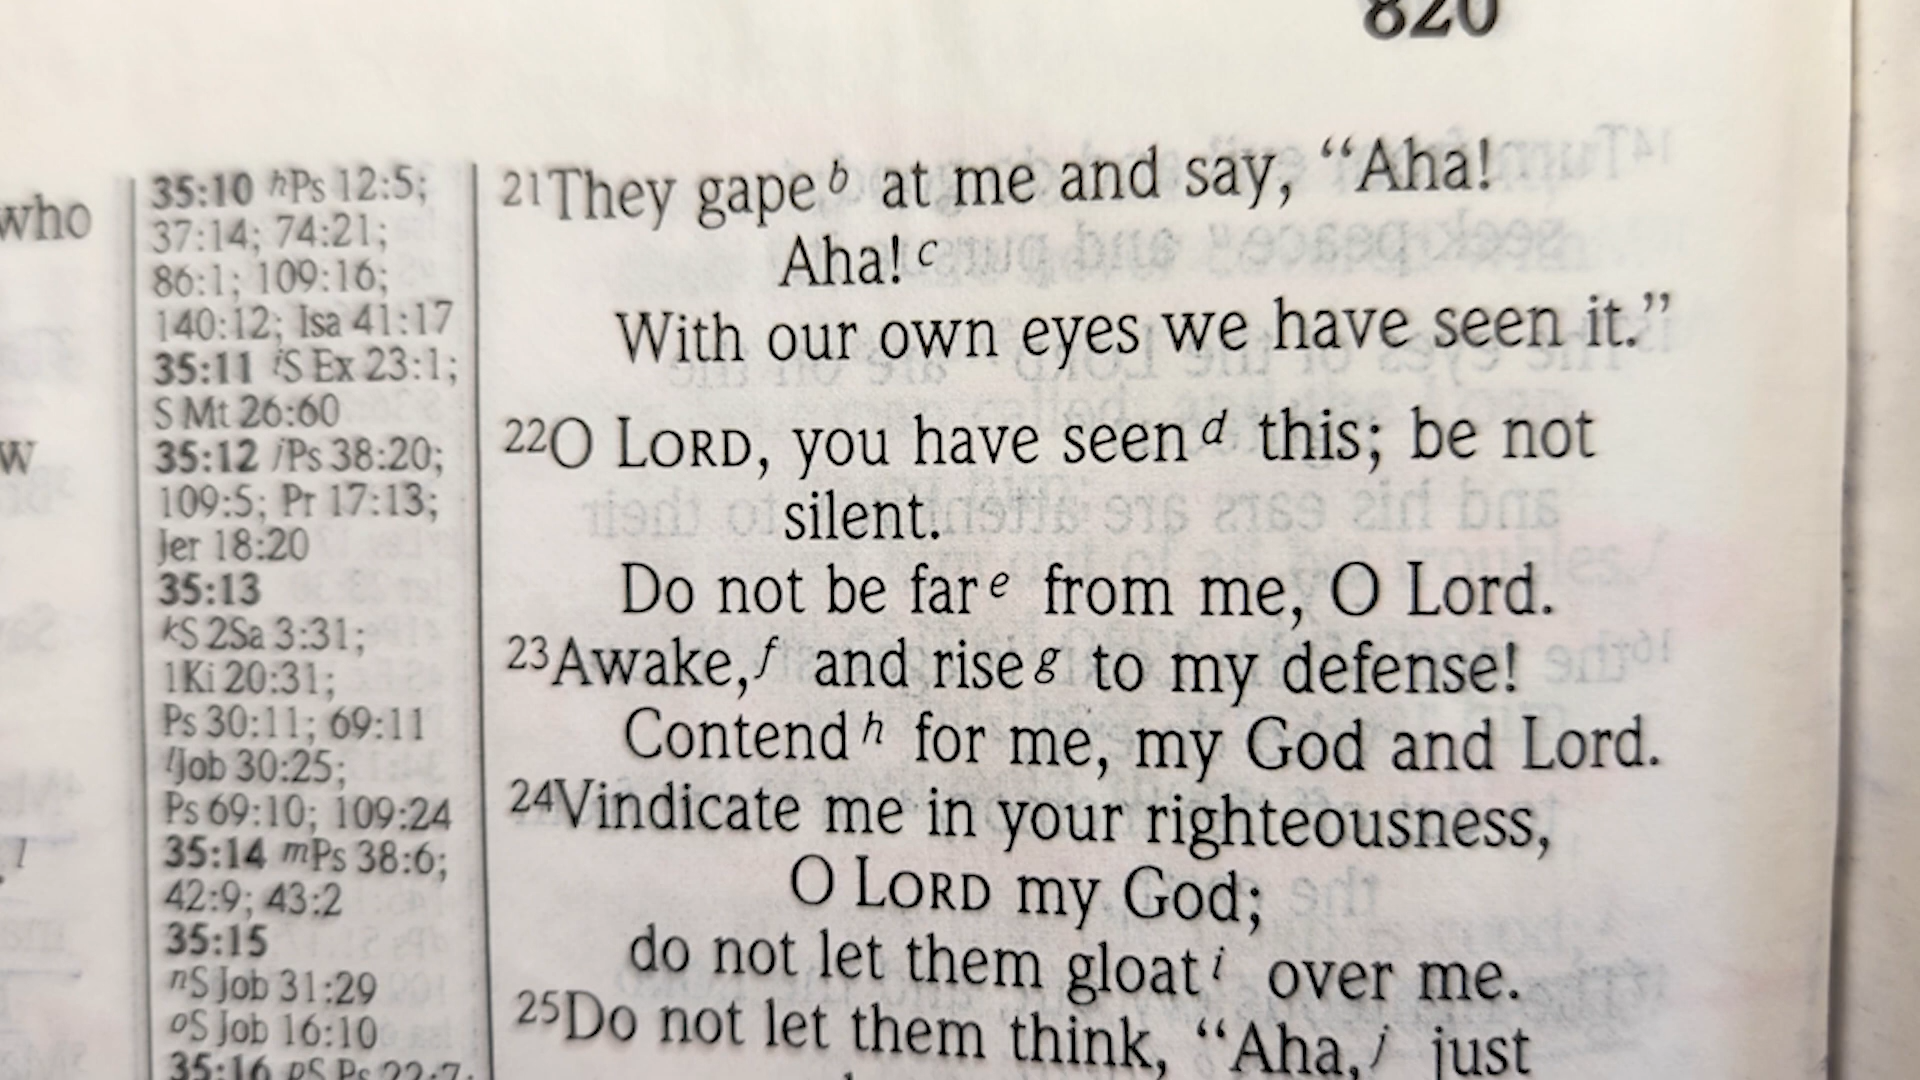 820
who
w
l
35:10 hPs 12:5;
37:14; 74:21;
86:1; 109:16;
140:12; Isa 41:17
35:11 iS Ex 23:1;
S Mt 26:60
35:12 jPs 38:20;
109:5; Pr 17:13;
Jer 18:20
35:13
kS 2Sa 3:31;
1Ki 20:31;
Ps 30:11; 69:11
lJob 30:25;
Ps 69:10; 109:24
35:14 mPs 38:6;
42:9; 43:2
35:15
nS Job 31:29
oS Job 16:10
35:16 pS Ps 22:7;
21They gape b at me and say, “Aha!
Aha! c
With our own eyes we have seen it.”
22O LORD, you have seen d this; be not
silent.
Do not be far e from me, O Lord.
23Awake, f and rise g to my defense!
Contend h for me, my God and Lord.
24Vindicate me in your righteousness,
O LORD my God;
do not let them gloat i over me.
25Do not let them think, “Aha, j just